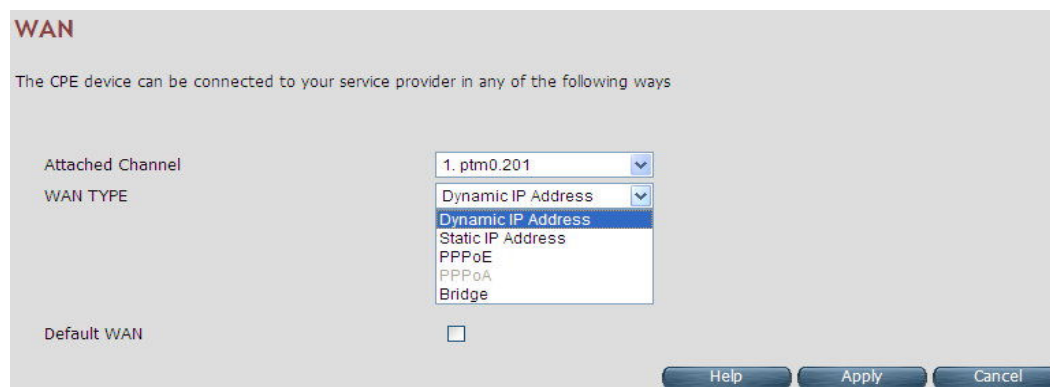 WAN
The CPE device can be connected to your service provider in any of the following ways
Attached Channel 1. ptm0.201
WAN TYPE Dynamic IP Address
Dynamic IP Address
Static IP Address
PPPoE
PPPoA
Bridge
Default WAN
Help Apply Cancel